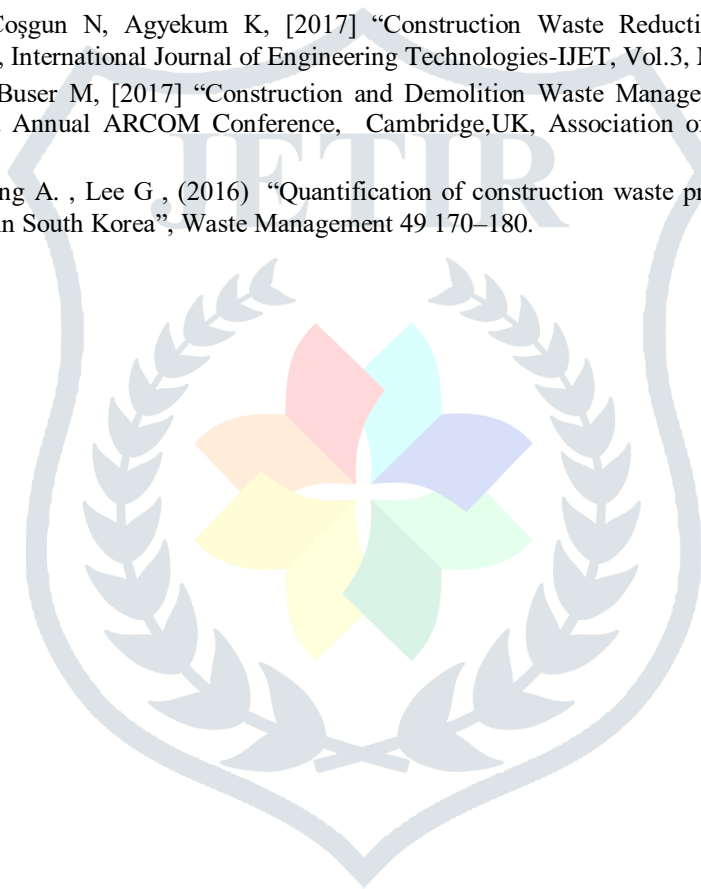 Coşgun N, Agyekum K, [2017] “Construction Waste Reducti
, International Journal of Engineering Technologies-IJET, Vol.3, N
Buser M, [2017] “Construction and Demolition Waste Manage
Annual ARCOM Conference, Cambridge,UK, Association o
JETIR
ng A. , Lee G , (2016) “Quantification of construction waste pr
in South Korea”, Waste Management 49 170–180.